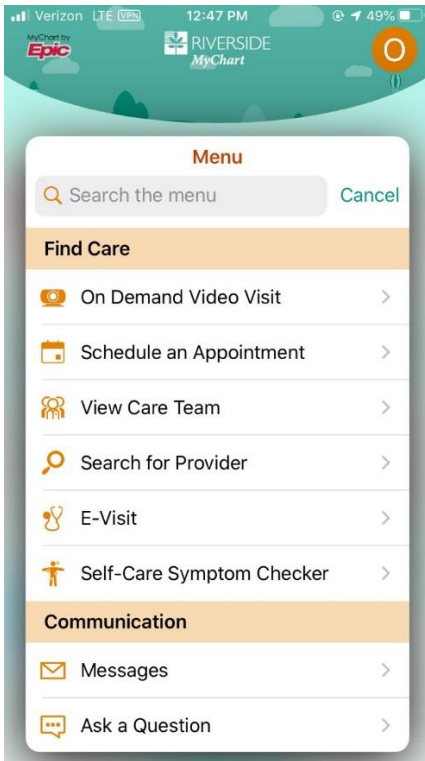 Verizon LTE VPN 12:47 PM 49%
MyChart by
Epic
RIVERSIDE
MyChart
O
Menu
Search the menu Cancel
Find Care
On Demand Video Visit
Schedule an Appointment
View Care Team
Search for Provider
E-Visit
Self-Care Symptom Checker
Communication
Messages
Ask a Question